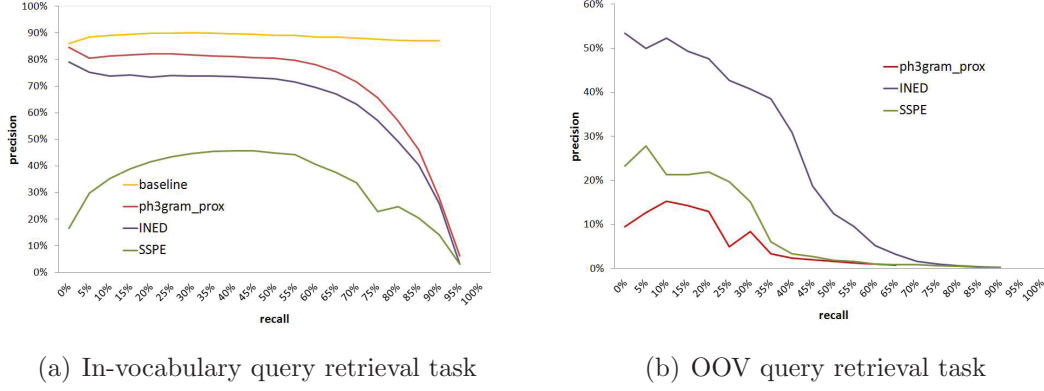 100%
90%
80%
70%
60%
50%
40%
30%
20%
10%
0%
precision
baseline
ph3gram_prox
INED
SSPE
0% 5% 10% 15% 20% 25% 30% 35% 40% 45% 50% 55% 60% 65% 70% 75% 80% 85% 90% 95% 100%
recall
(a) In-vocabulary query retrieval task
60%
50%
40%
30%
20%
10%
0%
precision
ph3gram_prox
INED
SSPE
0% 5% 10% 15% 20% 25% 30% 35% 40% 45% 50% 55% 60% 65% 70% 75% 80% 85% 90% 95% 100%
recall
(b) OOV query retrieval task